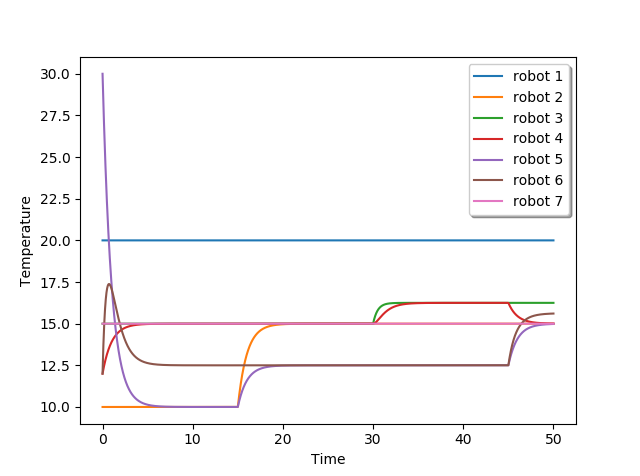 30.0
27.5
25.0
22.5
20.0
17.5
15.0
12.5
10.0
Temperature
0
10
20
30
40
50
Time
robot 1
robot 2
robot 3
robot 4
robot 5
robot 6
robot 7